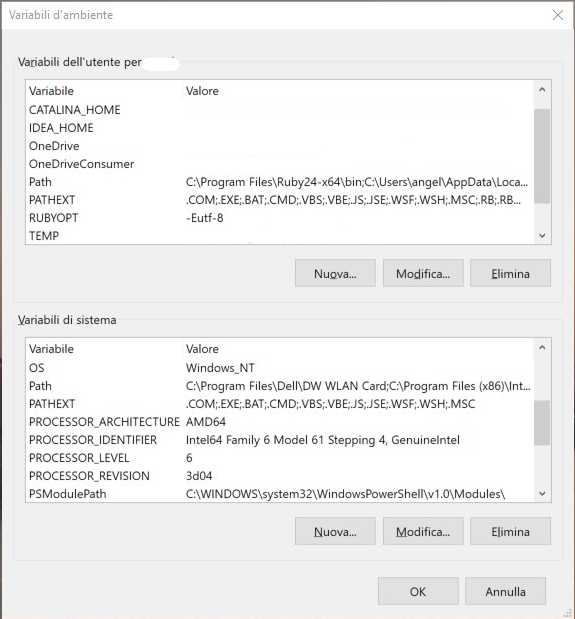 Variabili d'ambiente
Variabili dell'utente per
Variabile Valore
CATALINA_HOME
IDEA_HOME
OneDrive
OneDriveConsumer
Path C:\Program Files\Ruby24-x64\bin;C:\Users\angel\AppData\Loca...
PATHEXT .COM;.EXE;.BAT;.CMD;.VBS;.VBE;.JS;.JSE;.WSF;.WSH;.MSC;.RB;.RB...
RUBYOPT -Eutf-8
TEMP
Nuova... Modifica... Elimina
Variabili di sistema
Variabile Valore
OS Windows_NT
Path C:\Program Files\Dell\DW WLAN Card;C:\Program Files (x86)\Int...
PATHEXT .COM;.EXE;.BAT;.CMD;.VBS;.VBE;.JS;.JSE;.WSF;.WSH;.MSC
PROCESSOR_ARCHITECTURE AMD64
PROCESSOR_IDENTIFIER Intel64 Family 6 Model 61 Stepping 4, GenuineIntel
PROCESSOR_LEVEL 6
PROCESSOR_REVISION 3d04
PSModulePath C:\WINDOWS\system32\WindowsPowerShell\v1.0\Modules\
Nuova... Modifica... Elimina
OK Annulla